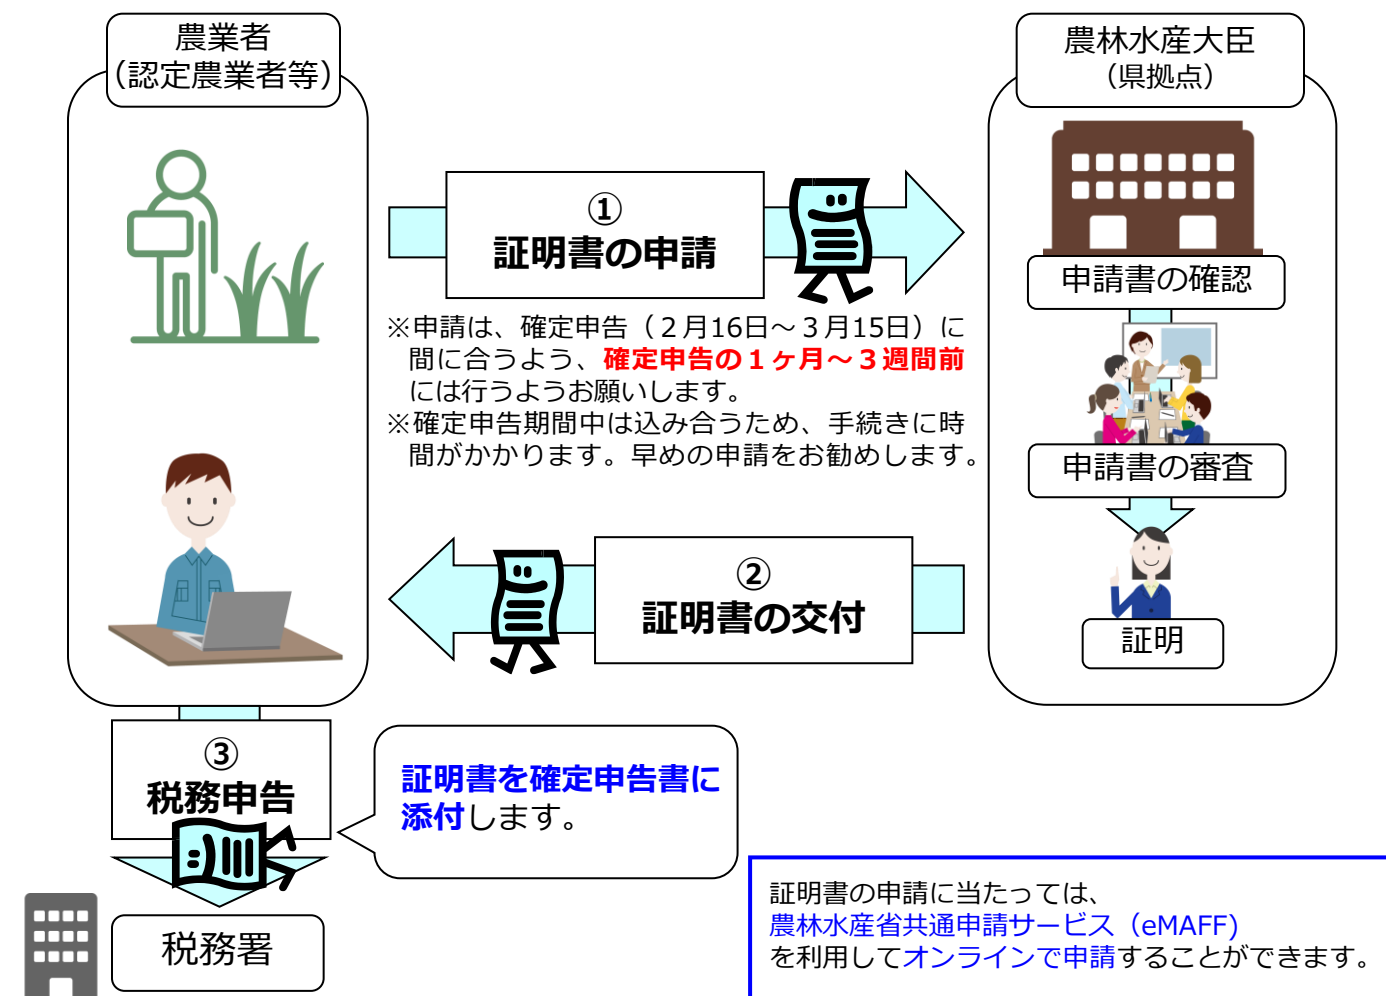 農業者
（認定農業者等）
農林水産大臣
（県拠点）
①
証明書の申請
※申請は、確定申告（２月16日～３月15日）に
間に合うよう、確定申告の１ヶ月～３週間前
には行うようお願いします。
※確定申告期間中は込み合うため、手続きに時
間がかかります。早めの申請をお勧めします。
申請書の確認
申請書の審査
証明
②
証明書の交付
③
税務申告
証明書を確定申告書に
添付します。
税務署
証明書の申請に当たっては、
農林水産省共通申請サービス（eMAFF)
を利用してオンラインで申請することができます。